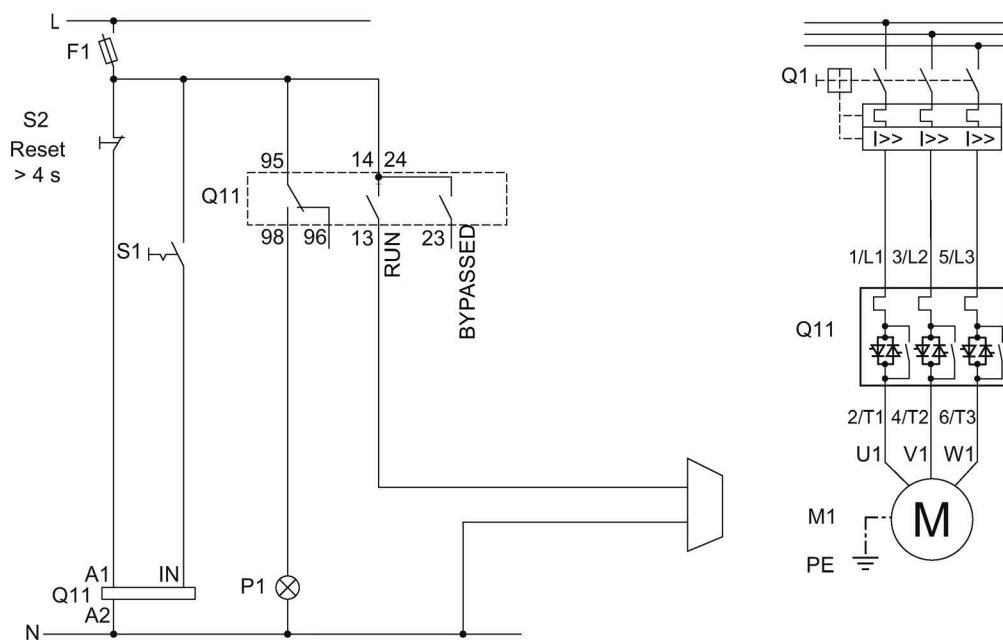 L
F1
S2
Reset
> 4 s
95
14 24
Q11
98 96 13 RUN 23 BYPASSED
S1
A1 IN
Q11
A2
P1
N
Q1
I>> I>> I>>
1/L1 3/L2 5/L3
Q11
2/T1 4/T2 6/T3
U1 V1 W1
M1
M
PE